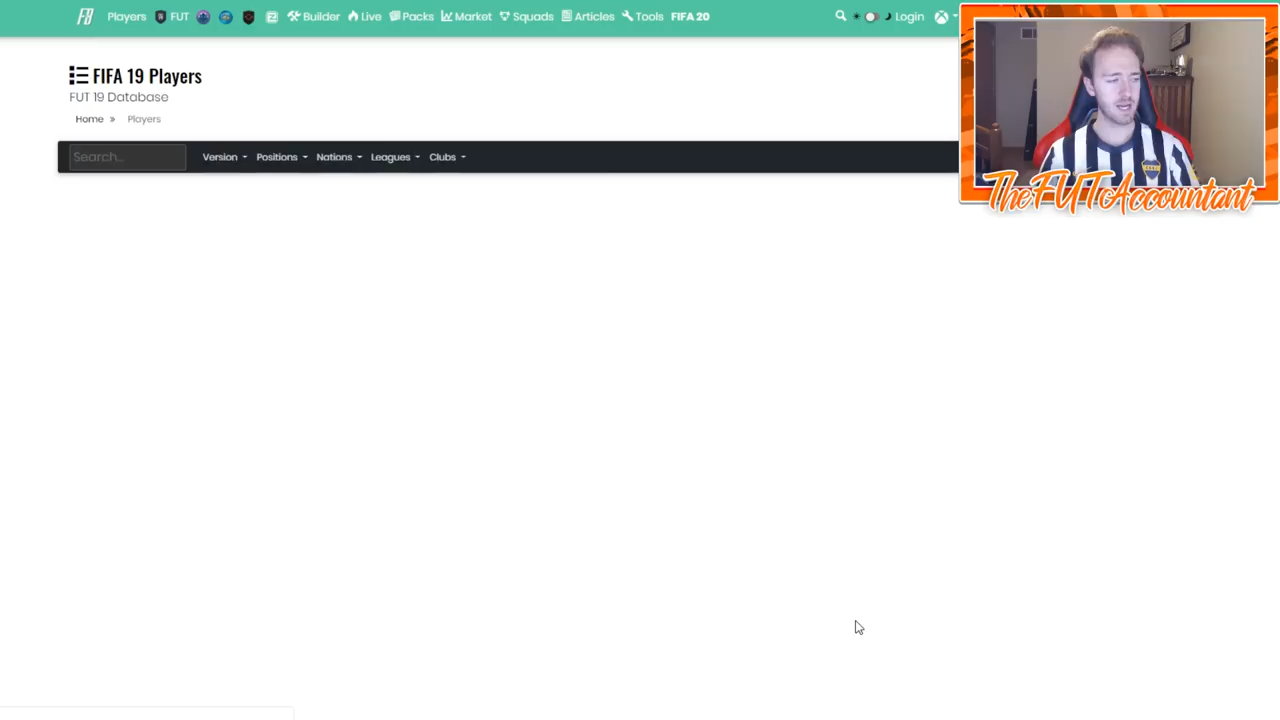 Players FUT Builder Live Packs Market Squads Articles Tools FIFA 20 Login
FIFA 19 Players
FUT 19 Database
Home » Players
Search... Version Positions Nations Leagues Clubs
TheFUTAccountant